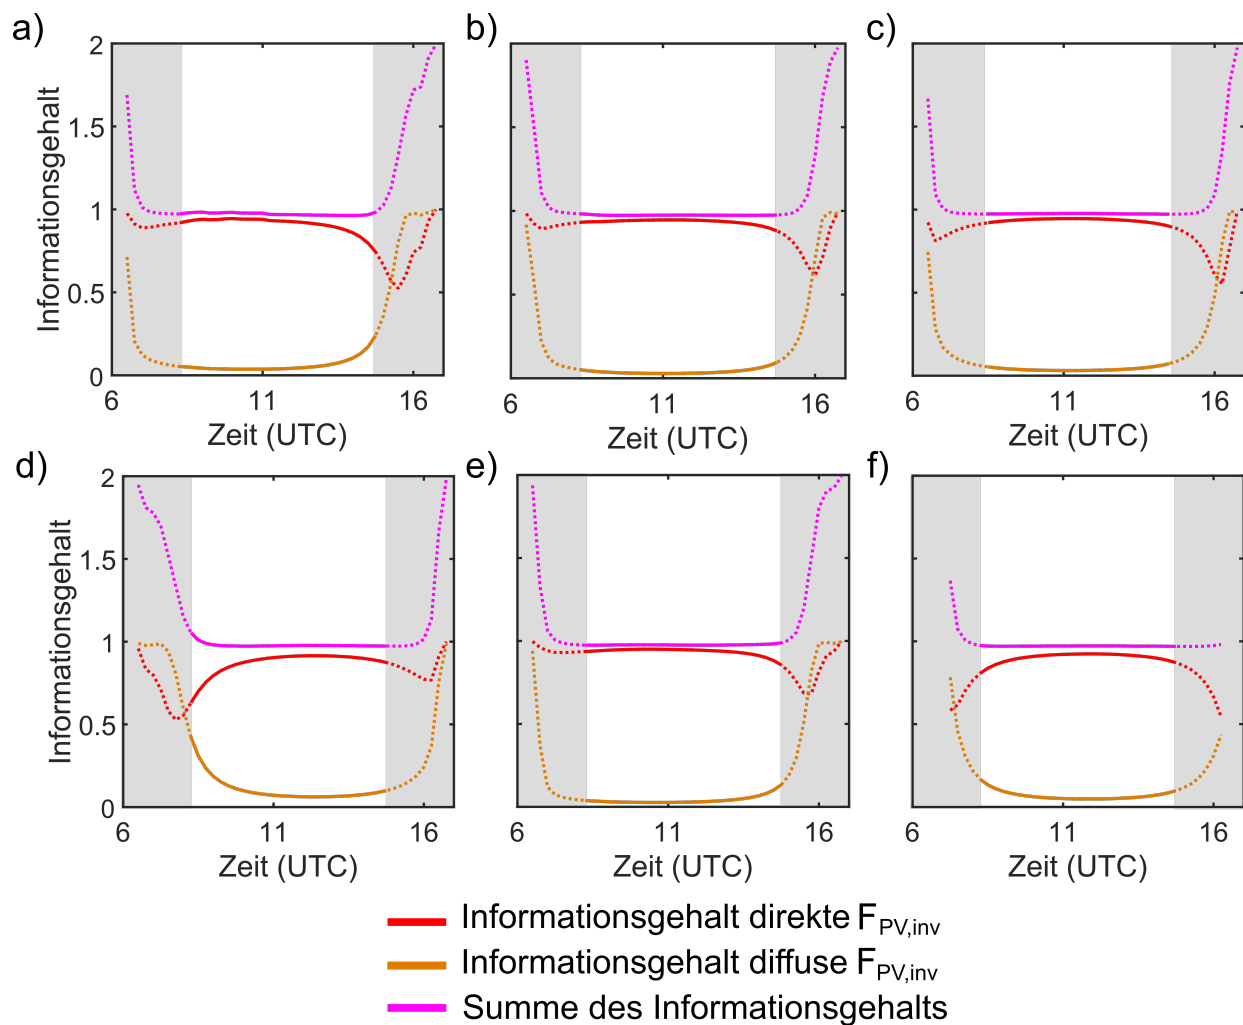 a) b) c)
2
1.5
1
0.5
0
Informationsgehalt
6 11 16 6 11 16 6 11 16
Zeit (UTC) Zeit (UTC) Zeit (UTC)
d) e) f)
2
1.5
1
0.5
0
Informationsgehalt
6 11 16 6 11 16 6 11 16
Zeit (UTC) Zeit (UTC) Zeit (UTC)
Informationsgehalt direkte F_PV,inv
Informationsgehalt diffuse F_PV,inv
Summe des Informationsgehalts